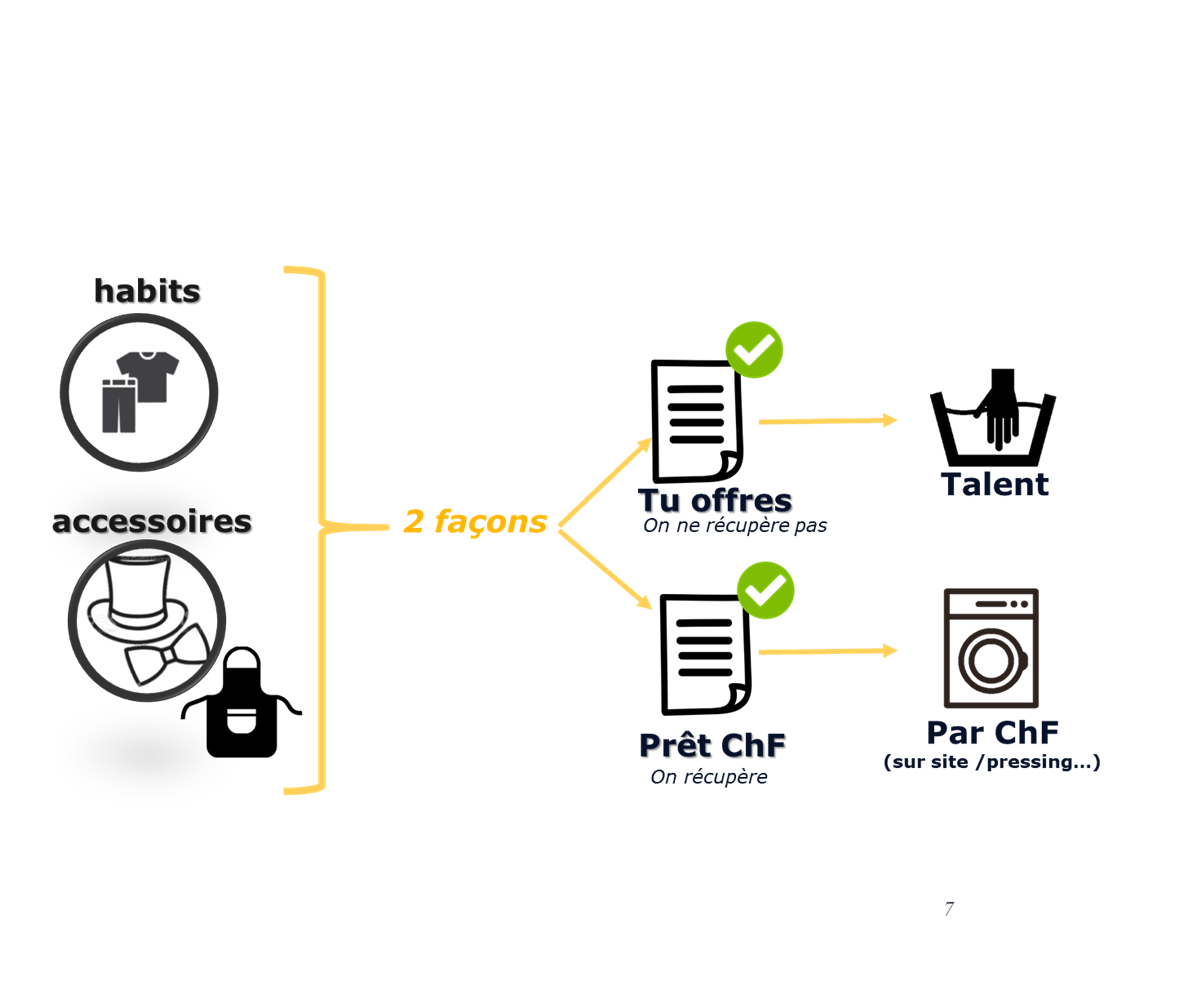 habits
accessoires
2 façons
Tu offres
On ne récupère pas
Talent
Prêt ChF
On récupère
Par ChF
(sur site /pressing...)
7